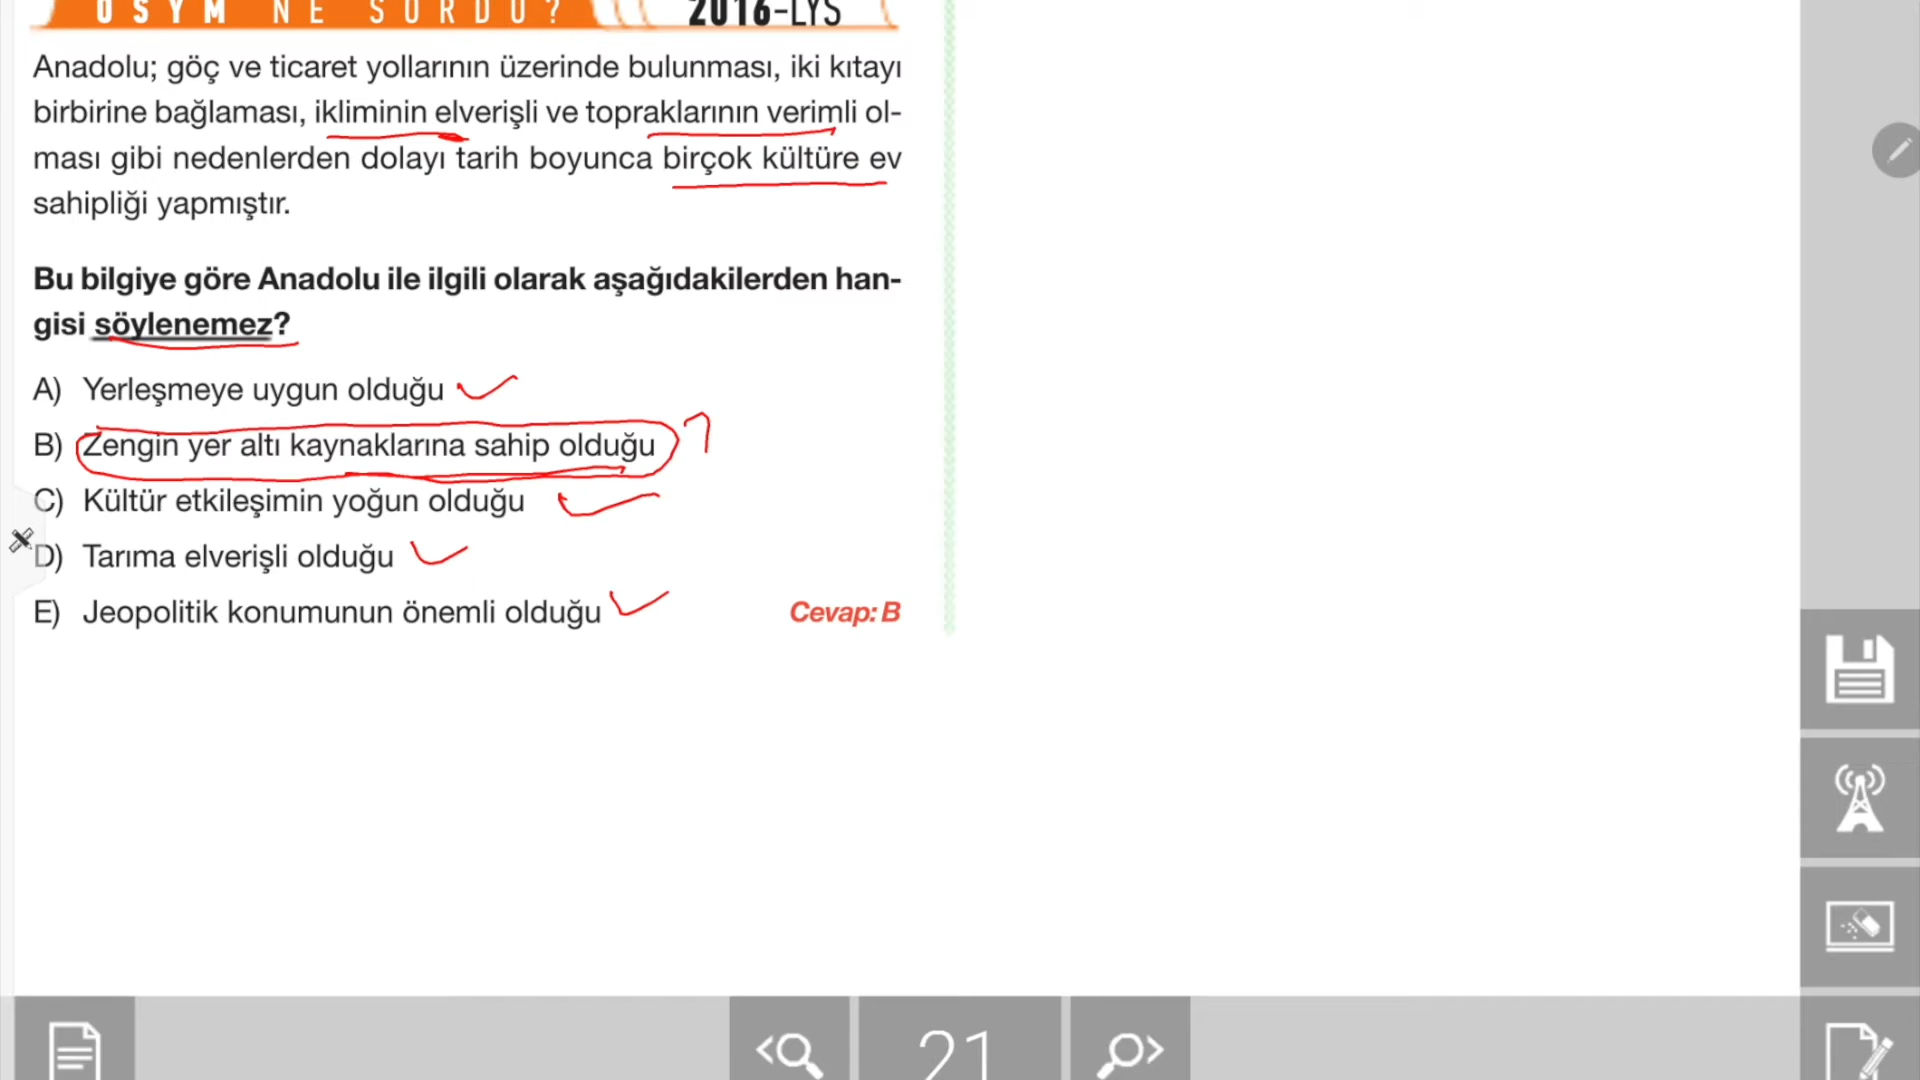 ÖSYM NE SORDU? 2016-LYS
Anadolu; göç ve ticaret yollarının üzerinde bulunması, iki kıtayı
birbirine bağlaması, ikliminin elverişli ve topraklarının verimli ol-
ması gibi nedenlerden dolayı tarih boyunca birçok kültüre ev
sahipliği yapmıştır.
Bu bilgiye göre Anadolu ile ilgili olarak aşağıdakilerden han-
gisi söylenemez?
A) Yerleşmeye uygun olduğu
B) Zengin yer altı kaynaklarına sahip olduğu
C) Kültür etkileşimin yoğun olduğu
D) Tarıma elverişli olduğu
E) Jeopolitik konumunun önemli olduğu
Cevap: B
21